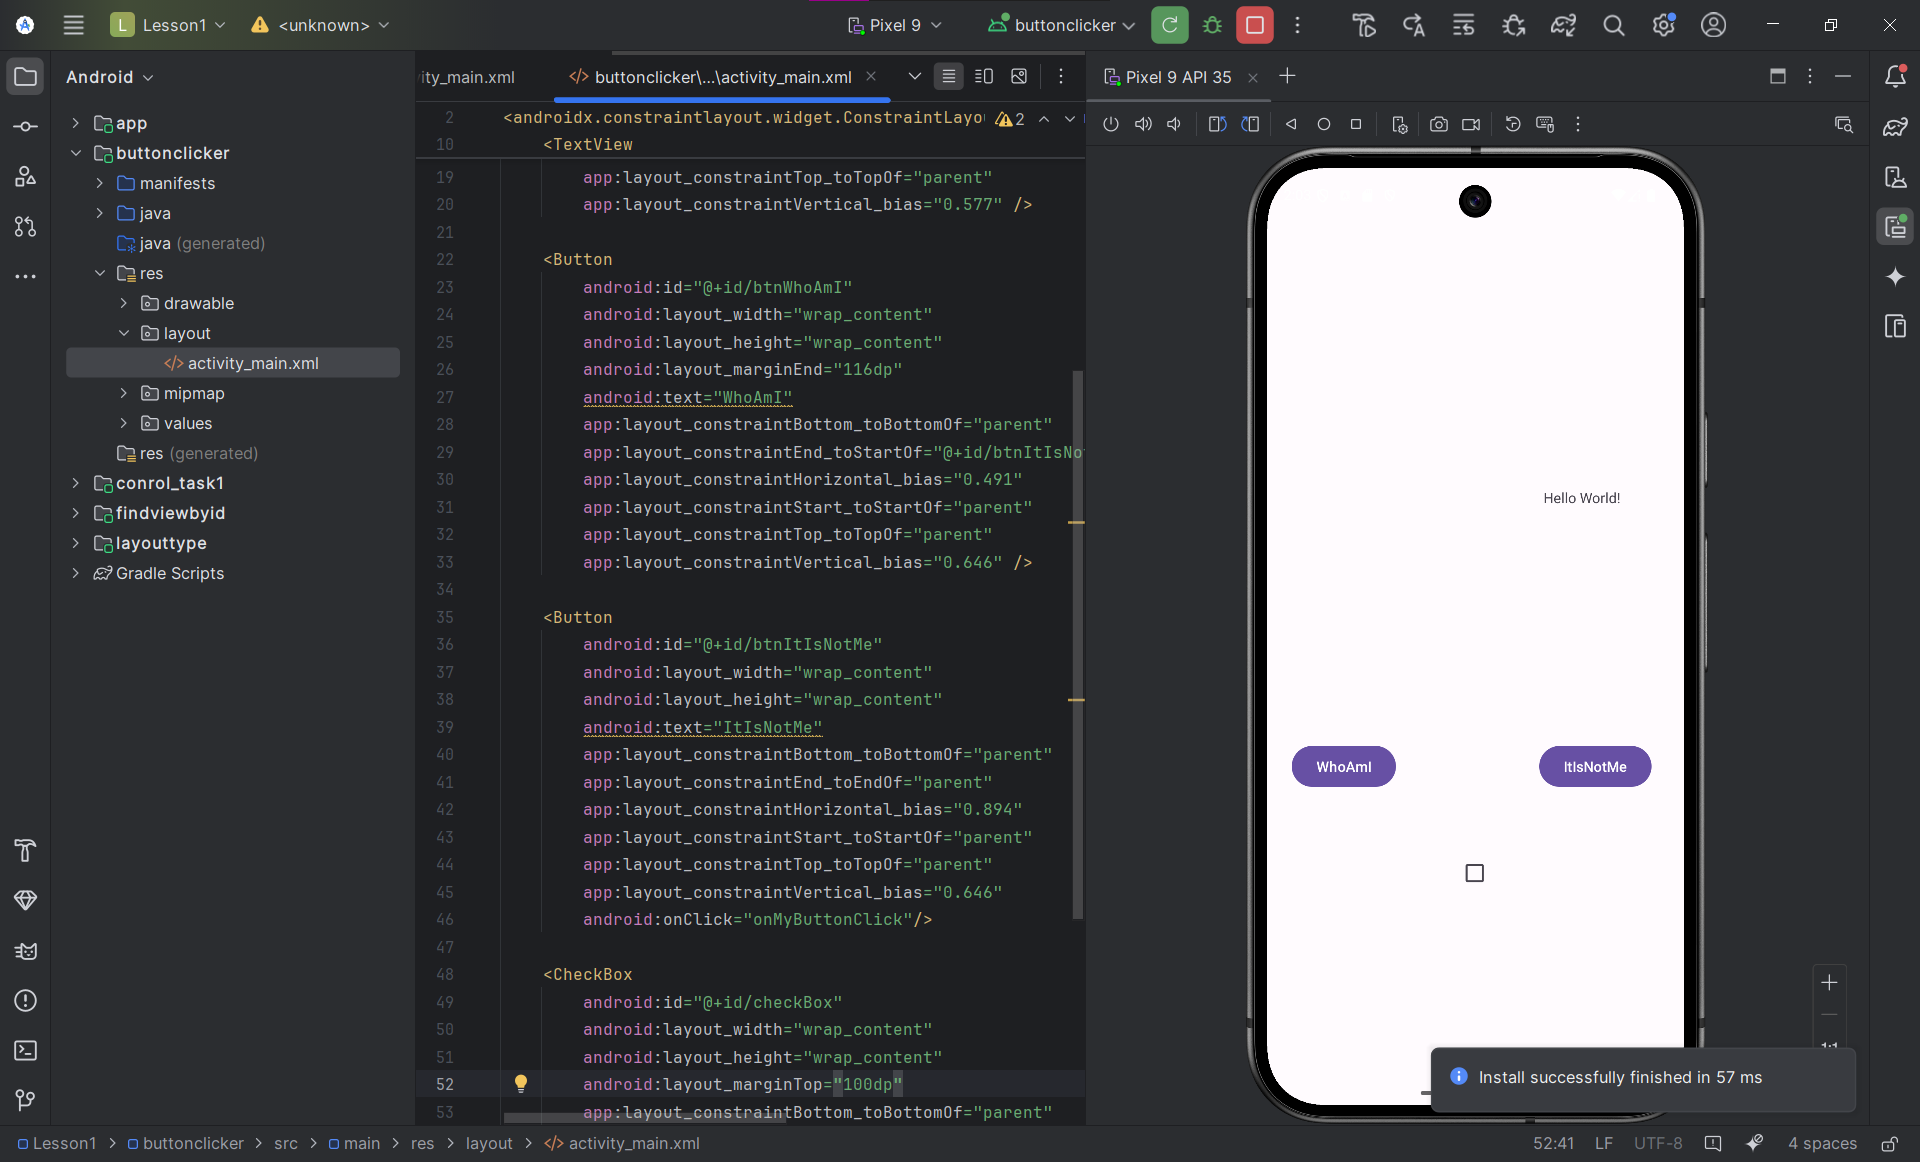 L Lesson1
<unknown>
Pixel 9
buttonclicker
Android
app
buttonclicker
manifests
java
java (generated)
res
drawable
layout
activity_main.xml
mipmap
values
res (generated)
conrol_task1
findviewbyid
layouttype
Gradle Scripts
ity_main.xml
buttonclicker\...\activity_main.xml
2 <androidx.constraintlayout.widget.ConstraintLayo 2
10 <TextView
19 app:layout_constraintTop_toTopOf="parent"
20 app:layout_constraintVertical_bias="0.577" />
21
22 <Button
23 android:id="@+id/btnWhoAmI"
24 android:layout_width="wrap_content"
25 android:layout_height="wrap_content"
26 android:layout_marginEnd="116dp"
27 android:text="WhoAmI"
28 app:layout_constraintBottom_toBottomOf="parent"
29 app:layout_constraintEnd_toStartOf="@+id/btnItIsNo
30 app:layout_constraintHorizontal_bias="0.491"
31 app:layout_constraintStart_toStartOf="parent"
32 app:layout_constraintTop_toTopOf="parent"
33 app:layout_constraintVertical_bias="0.646" />
34
35 <Button
36 android:id="@+id/btnItIsNotMe"
37 android:layout_width="wrap_content"
38 android:layout_height="wrap_content"
39 android:text="ItIsNotMe"
40 app:layout_constraintBottom_toBottomOf="parent"
41 app:layout_constraintEnd_toEndOf="parent"
42 app:layout_constraintHorizontal_bias="0.894"
43 app:layout_constraintStart_toStartOf="parent"
44 app:layout_constraintTop_toTopOf="parent"
45 app:layout_constraintVertical_bias="0.646"
46 android:onClick="onMyButtonClick"/>
47
48 <CheckBox
49 android:id="@+id/checkBox"
50 android:layout_width="wrap_content"
51 android:layout_height="wrap_content"
52 android:layout_marginTop="100dp"
53 app:layout_constraintBottom_toBottomOf="parent"
Pixel 9 API 35
Hello World!
WhoAmI
ItIsNotMe
1:1
Install successfully finished in 57 ms
Lesson1 > buttonclicker > src > main > res > layout > activity_main.xml
52:41 LF UTF-8 4 spaces